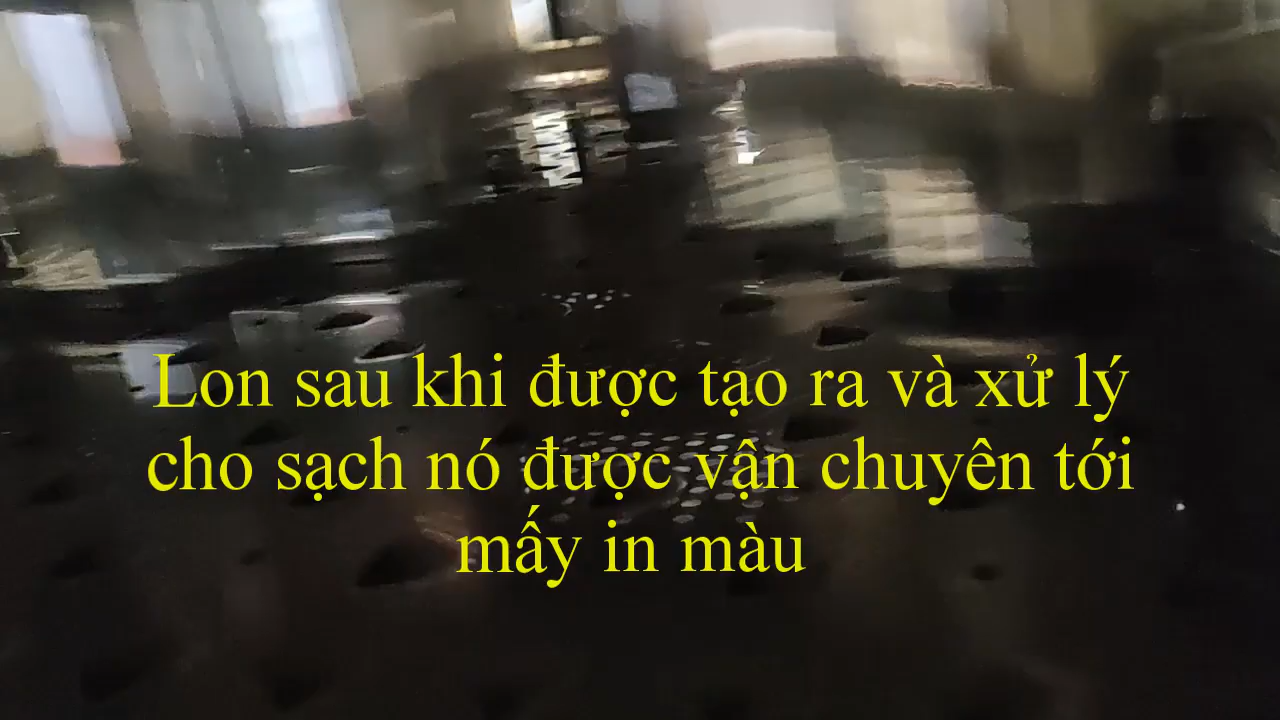 Lon sau khi được tạo ra và xử lý
cho sạch nó được vận chuyên tới
mấy in màu